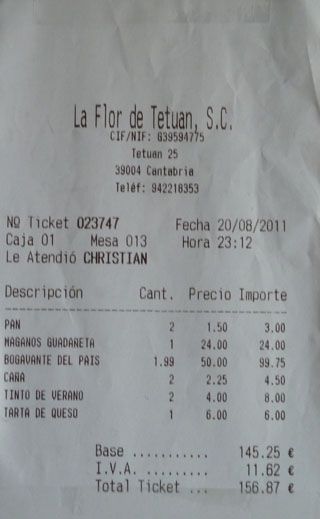 La Flor de Tetuan, S.C.
CIF/NIF: G39594775
Tetuan 25
39004 Cantabria
Teléf: 942218353
NO Ticket 023747 Fecha 20/08/2011
Caja 01 Mesa 013 Hora 23:12
Le Atendió CHRISTIAN
Descripción Cant. Precio Importe
PAN 2 1.50 3.00
MAGANOS GUADARETA 1 24.00 24.00
BOGAVANTE DEL PAIS 1.99 50.00 99.75
CAÑA 2 2.25 4.50
TINTO DE VERANO 2 4.00 8.00
TARTA DE QUESO 1 6.00 6.00
Base ........... 145.25 €
I.V.A. ......... 11.62 €
Total Ticket ... 156.87 €